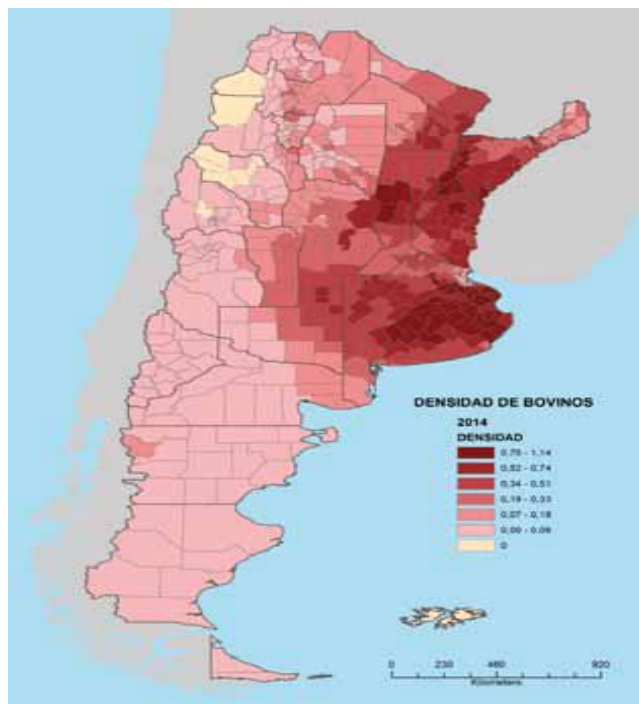 DENSIDAD DE BOVINOS
2014
DENSIDAD
0,75 - 1,14
0,52 - 0,74
0,34 - 0,51
0,19 - 0,33
0,07 - 0,18
0,00 - 0,06
0
0 230 460 920
Kilometers